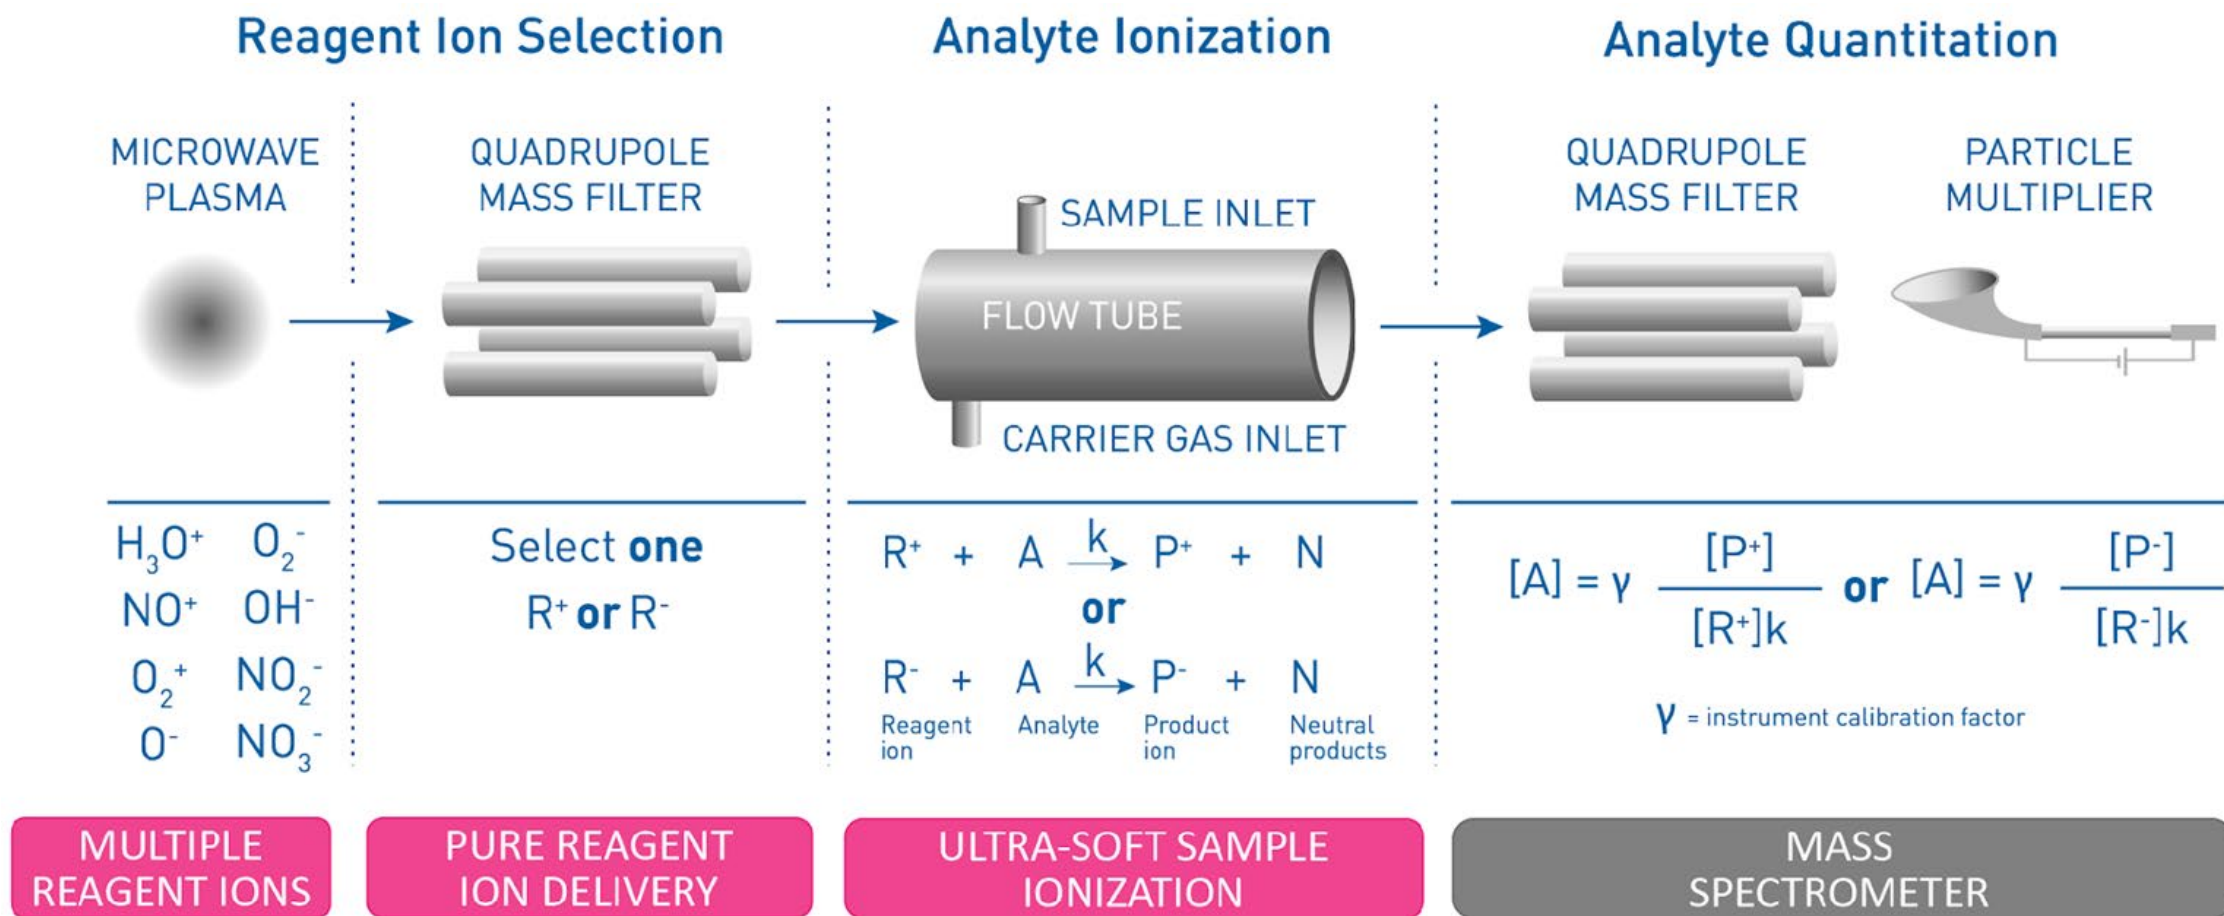 Reagent Ion Selection
Analyte Ionization
Analyte Quantitation
MICROWAVE
PLASMA
QUADRUPOLE
MASS FILTER
SAMPLE INLET
FLOW TUBE
CARRIER GAS INLET
QUADRUPOLE
MASS FILTER
PARTICLE
MULTIPLIER
H₃O⁺ O₂⁻
NO⁺ OH⁻
O₂⁺ NO₂⁻
O⁻ NO₃⁻
Select one
R⁺ or R⁻
R⁺ + A k→ P⁺ + N
or
R⁻ + A k→ P⁻ + N
Reagent
ion
Analyte
Product
ion
Neutral
products
[A] = γ [P⁺] / [R⁺]k or [A] = γ [P⁻] / [R⁻]k
γ = instrument calibration factor
MULTIPLE
REAGENT IONS
PURE REAGENT
ION DELIVERY
ULTRA-SOFT SAMPLE
IONIZATION
MASS
SPECTROMETER